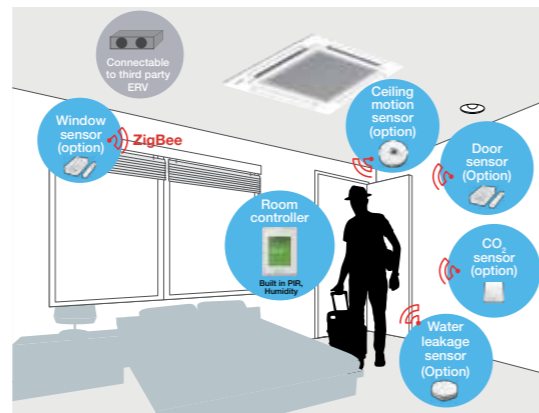 Connectable
to third party
ERV
Window
sensor
(option)
ZigBee
Ceiling
motion
sensor
(option)
Door
sensor
(Option)
Room
controller
Built in PIR,
Humidity
CO₂
sensor
(option)
Water
leakage
sensor
(Option)